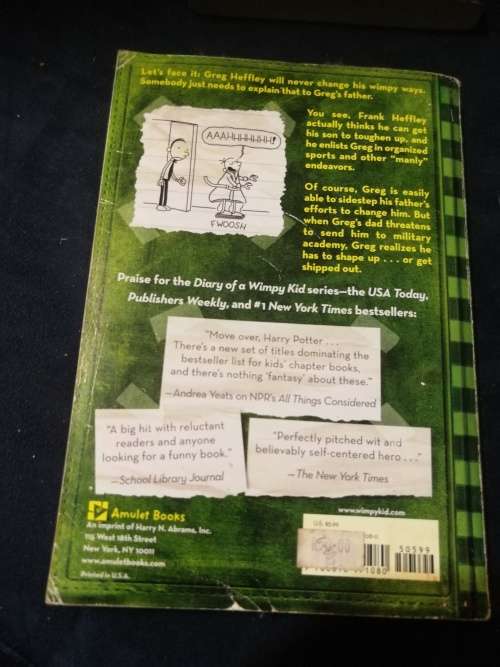 Let's face it: Greg Heffley will never change his wimpy ways.
Somebody just needs to explain that to Greg's father.
AAAHHHHHHH!
FWOOSH
You see, Frank Heffley
actually thinks he can get
his son to toughen up, and
he enlists Greg in organized
sports and other "manly"
endeavors.
Of course, Greg is easily
able to sidestep his father's
efforts to change him. But
when Greg's dad threatens
to send him to military
academy, Greg realizes he
has to shape up . . . or get
shipped out.
Praise for the Diary of a Wimpy Kid series—the USA Today,
Publishers Weekly, and #1 New York Times bestsellers:
"Move over, Harry Potter . . .
There's a new set of titles dominating the
bestseller list for kids' chapter books,
and there's nothing 'fantasy' about these."
—Andrea Yeats on NPR's All Things Considered
"A big hit with reluctant
readers and anyone
looking for a funny book."
—School Library Journal
"Perfectly pitched wit and
believably self-centered hero . . ."
—The New York Times
Amulet Books
An imprint of Harry N. Abrams, Inc.
115 West 18th Street
New York, NY 10011
www.amuletbooks.com
Printed in U.S.A.
www.wimpykid.com
U.S. $5.99
50599